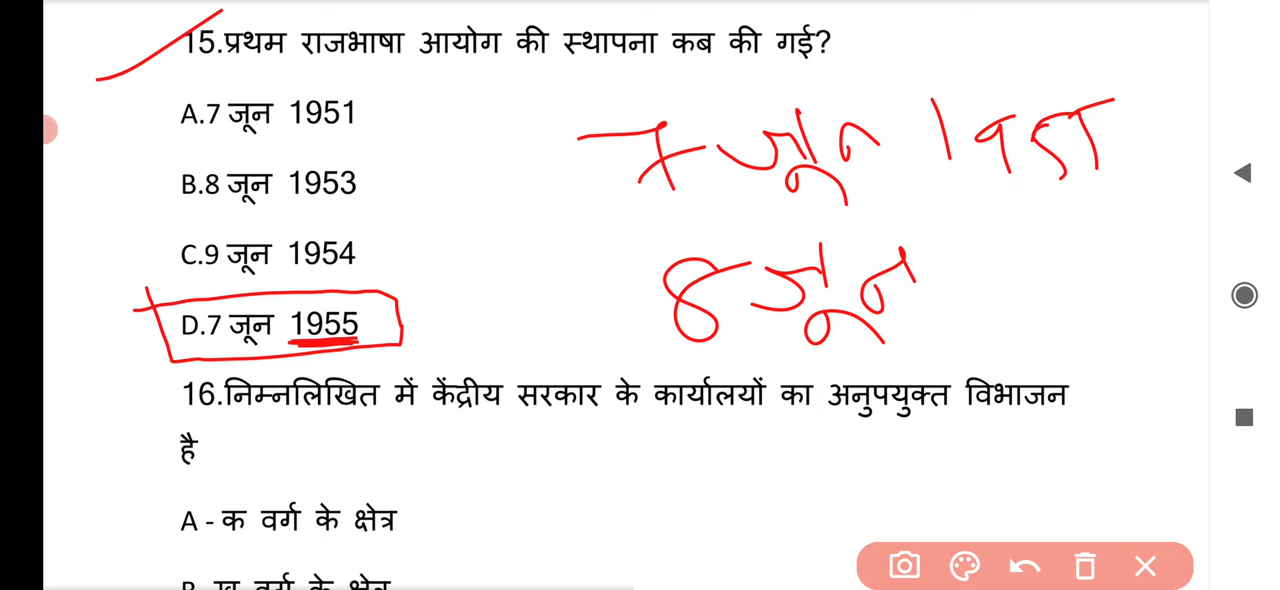 15.प्रथम राजभाषा आयोग की स्थापना कब की गई?
A.7 जून 1951
7 जून 1955
B.8 जून 1953
C.9 जून 1954
8 जून
D.7 जून 1955
16.निम्नलिखित में केंद्रीय सरकार के कार्यालयों का अनुपयुक्त विभाजन
है
A - क वर्ग के क्षेत्र
B ख वर्ग के क्षेत्र